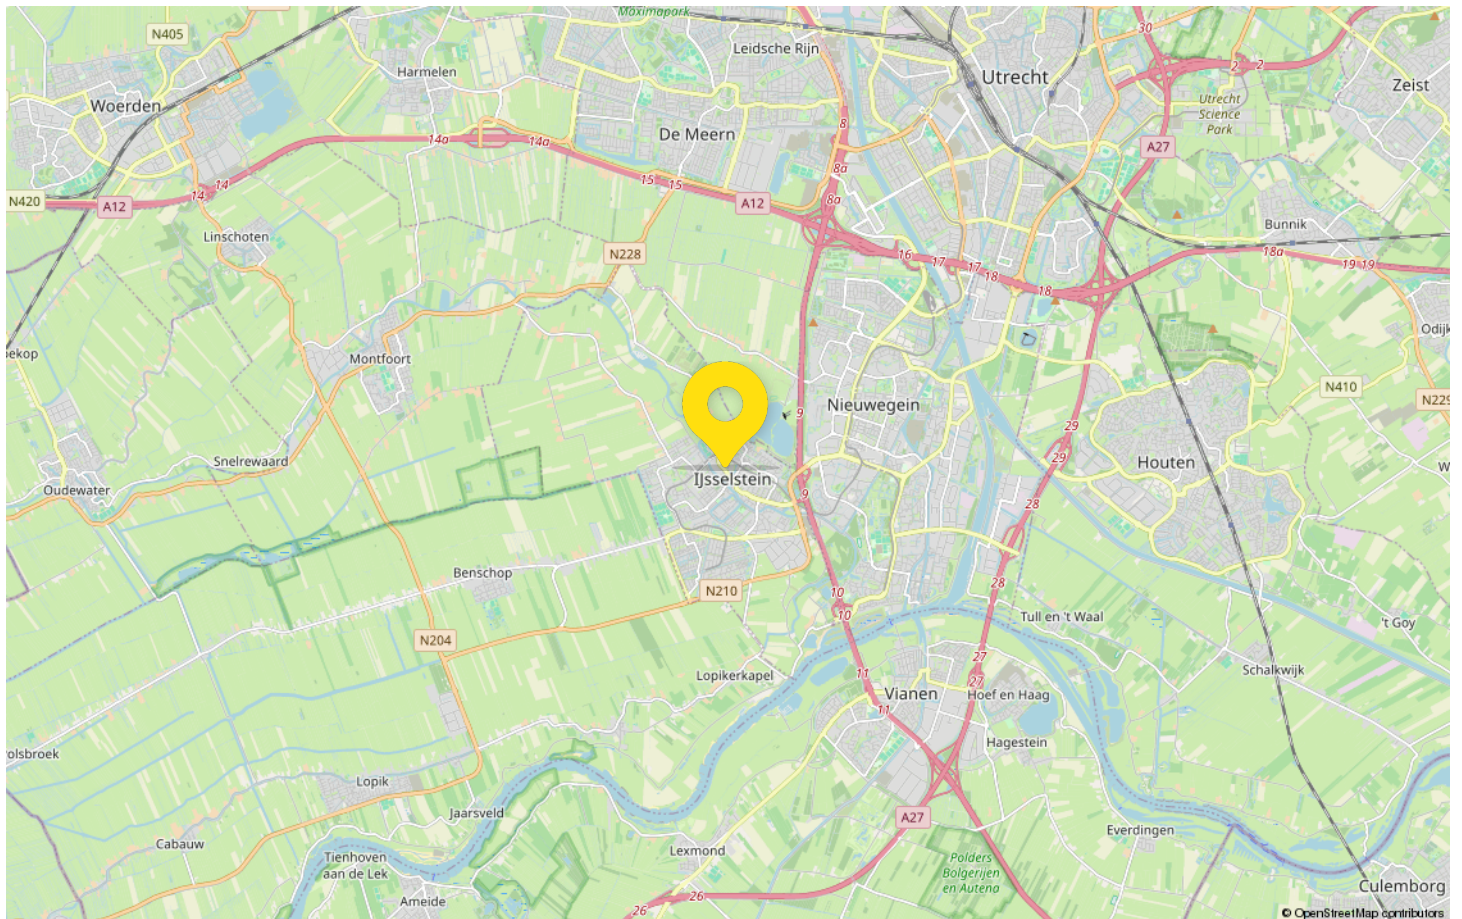 Maximapark
N405
Leidsche Rijn
30
Harmelen
Utrecht
2
2
Zeist
Woerden
Utrecht
Science
Park
De Meern
8
14a
14a
A27
8a
15
15
14
14
N420
A12
A12
8a
Bunnik
Linschoten
N228
16
17
17
18
18
18a
19
19
Odijk
Montfoort
N410
N229
Nieuwegein
9
29
Snelrewaard
29
Houten
Oudewater
IJsselstein
9
28
Benschop
28
N210
10
10
Tull en 't Waal
't Goy
N204
27
Schalkwijk
Lopikerkapel
11
27
Vianen
Hoef en Haag
11
Hagestein
Lopik
Jaarsveld
A27
Everdingen
Cabauw
Lexmond
Tienhoven
aan de Lek
Polders
Bolgerijen
en Autena
Culemborg
Ameide
26
26
© OpenStreetMap contributors